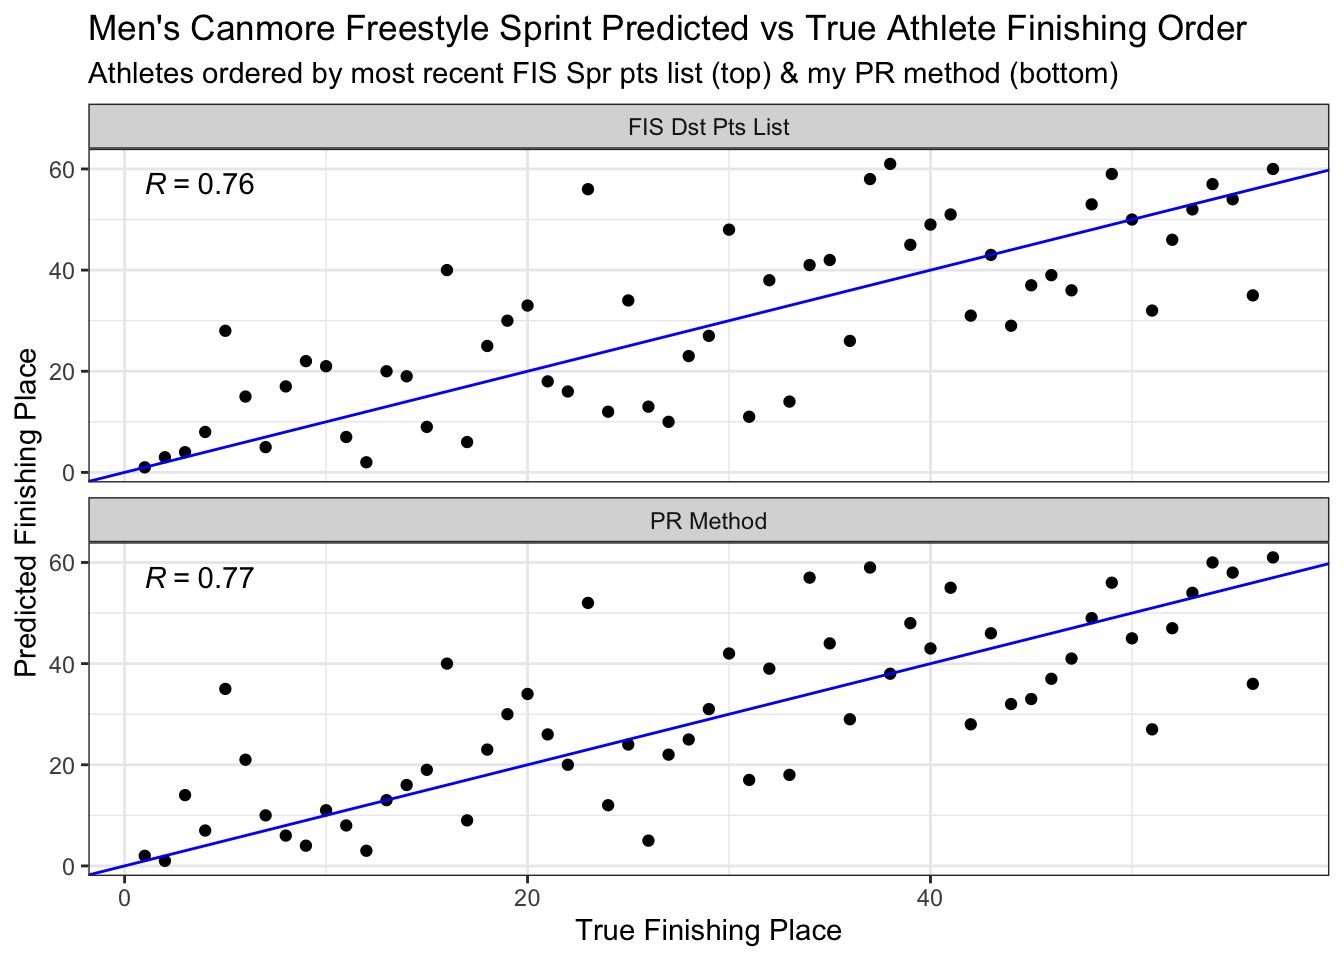 Men's Canmore Freestyle Sprint Predicted vs True Athlete Finishing Order
Athletes ordered by most recent FIS Spr pts list (top) & my PR method (bottom)
FIS Dst Pts List
R = 0.76
60
40
20
0
PR Method
R = 0.77
60
40
20
0
Predicted Finishing Place
0 20 40
True Finishing Place